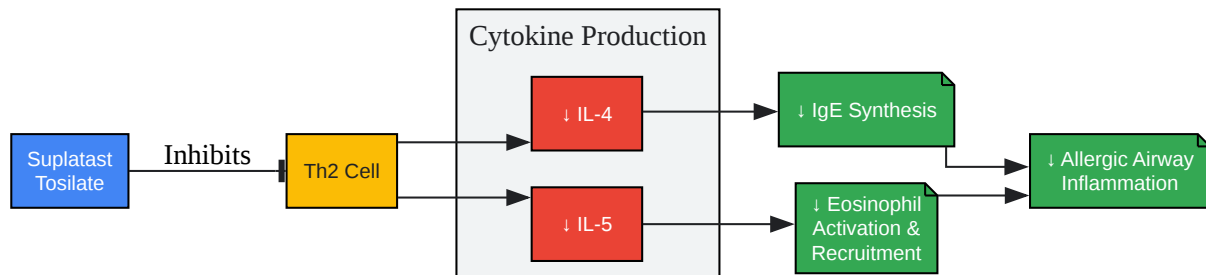 Cytokine Production
Suplatast
Tosilate
Inhibits
Th2 Cell
↓ IL-4
↓ IL-5
↓ IgE Synthesis
↓ Eosinophil
Activation &
Recruitment
↓ Allergic Airway
Inflammation